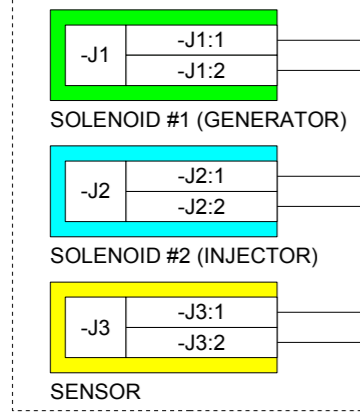 -J1
-J1:1
-J1:2
SOLENOID #1 (GENERATOR)
-J2
-J2:1
-J2:2
SOLENOID #2 (INJECTOR)
-J3
-J3:1
-J3:2
SENSOR